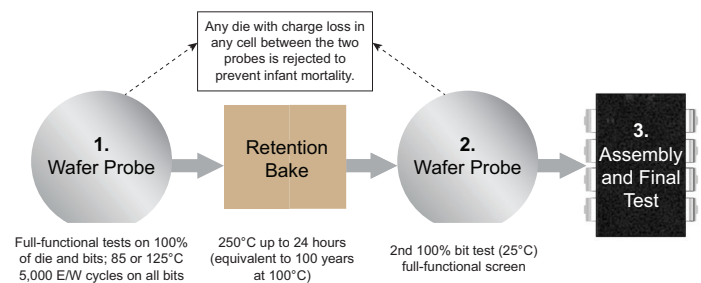 Any die with charge loss in
any cell between the two
probes is rejected to
prevent infant mortality.
1.
Wafer Probe
Retention
Bake
2.
Wafer Probe
3.
Assembly
and Final
Test
Full-functional tests on 100%
of die and bits; 85 or 125°C
5,000 E/W cycles on all bits
250°C up to 24 hours
(equivalent to 100 years
at 100°C)
2nd 100% bit test (25°C)
full-functional screen